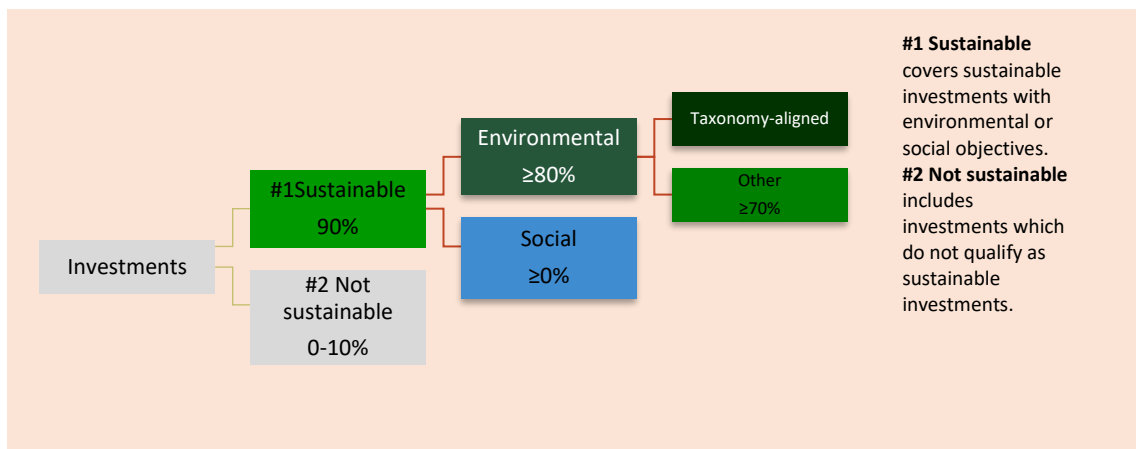 Investments
#1Sustainable
90%
#2 Not
sustainable
0-10%
Environmental
≥80%
Social
≥0%
Taxonomy-aligned
Other
≥70%
#1 Sustainable
covers sustainable
investments with
environmental or
social objectives.
#2 Not sustainable
includes
investments which
do not qualify as
sustainable
investments.